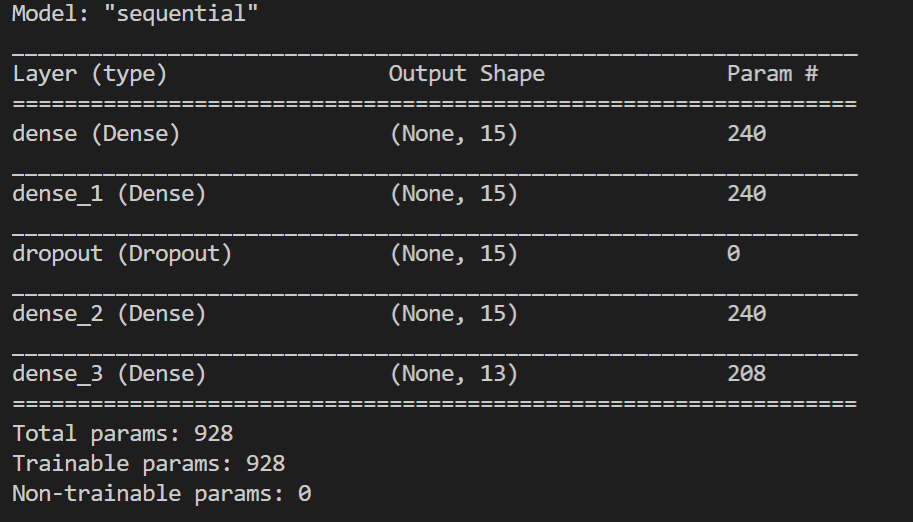 Model: "sequential"
_________________________________________________________________
Layer (type)                 Output Shape              Param #
=================================================================
dense (Dense)                (None, 15)                240
_________________________________________________________________
dense_1 (Dense)              (None, 15)                240
_________________________________________________________________
dropout (Dropout)            (None, 15)                0
_________________________________________________________________
dense_2 (Dense)              (None, 15)                240
_________________________________________________________________
dense_3 (Dense)              (None, 13)                208
=================================================================
Total params: 928
Trainable params: 928
Non-trainable params: 0